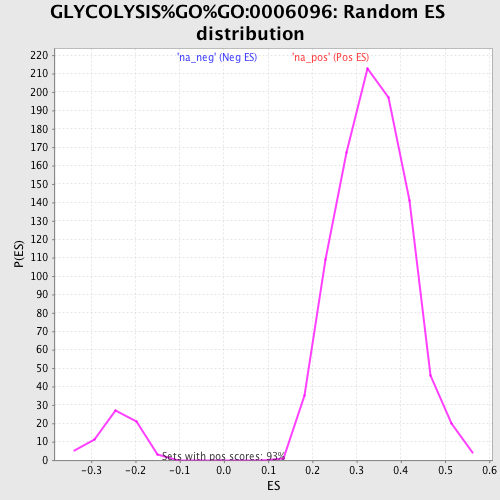 GLYCOLYSIS%GO%GO:0006096: Random ES
distribution
'na_neg' (Neg ES)
'na_pos' (Pos ES)
220
210
200
190
180
170
160
150
140
130
120
110
100
90
80
70
60
50
40
30
20
10
0
P(ES)
Sets with pos scores: 93%
-0.3 -0.2 -0.1 0.0 0.1 0.2 0.3 0.4 0.5 0.6
ES